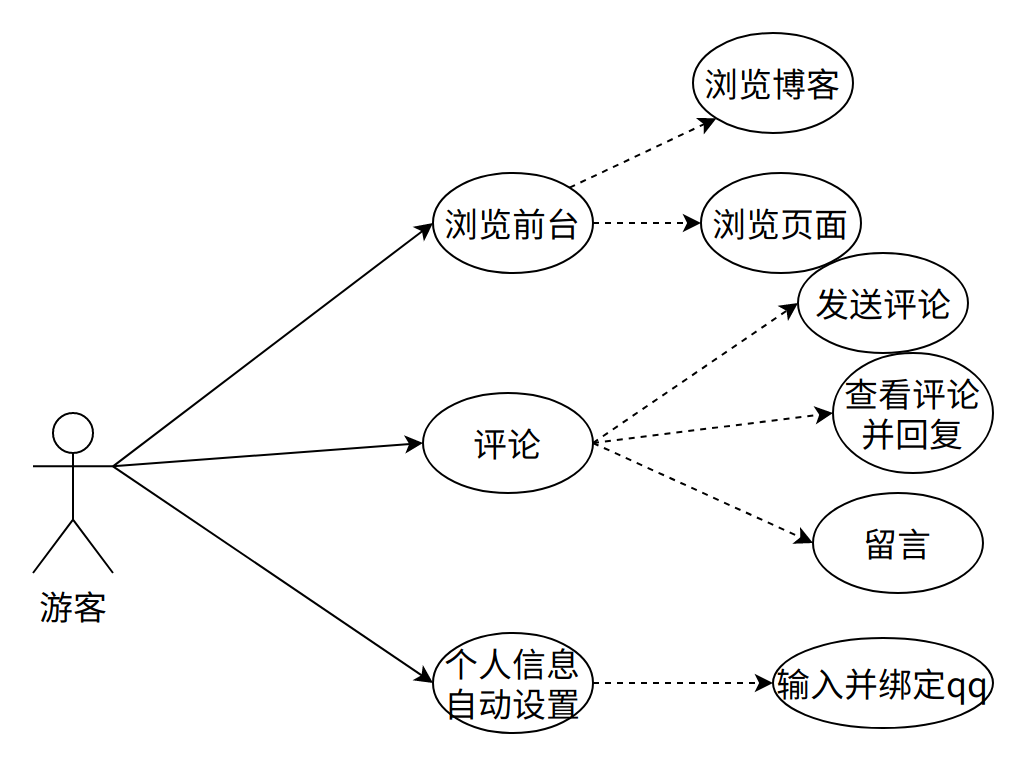 浏览博客
浏览前台
浏览页面
发送评论
查看评论
并回复
评论
留言
游客
个人信息
自动设置
输入并绑定qq